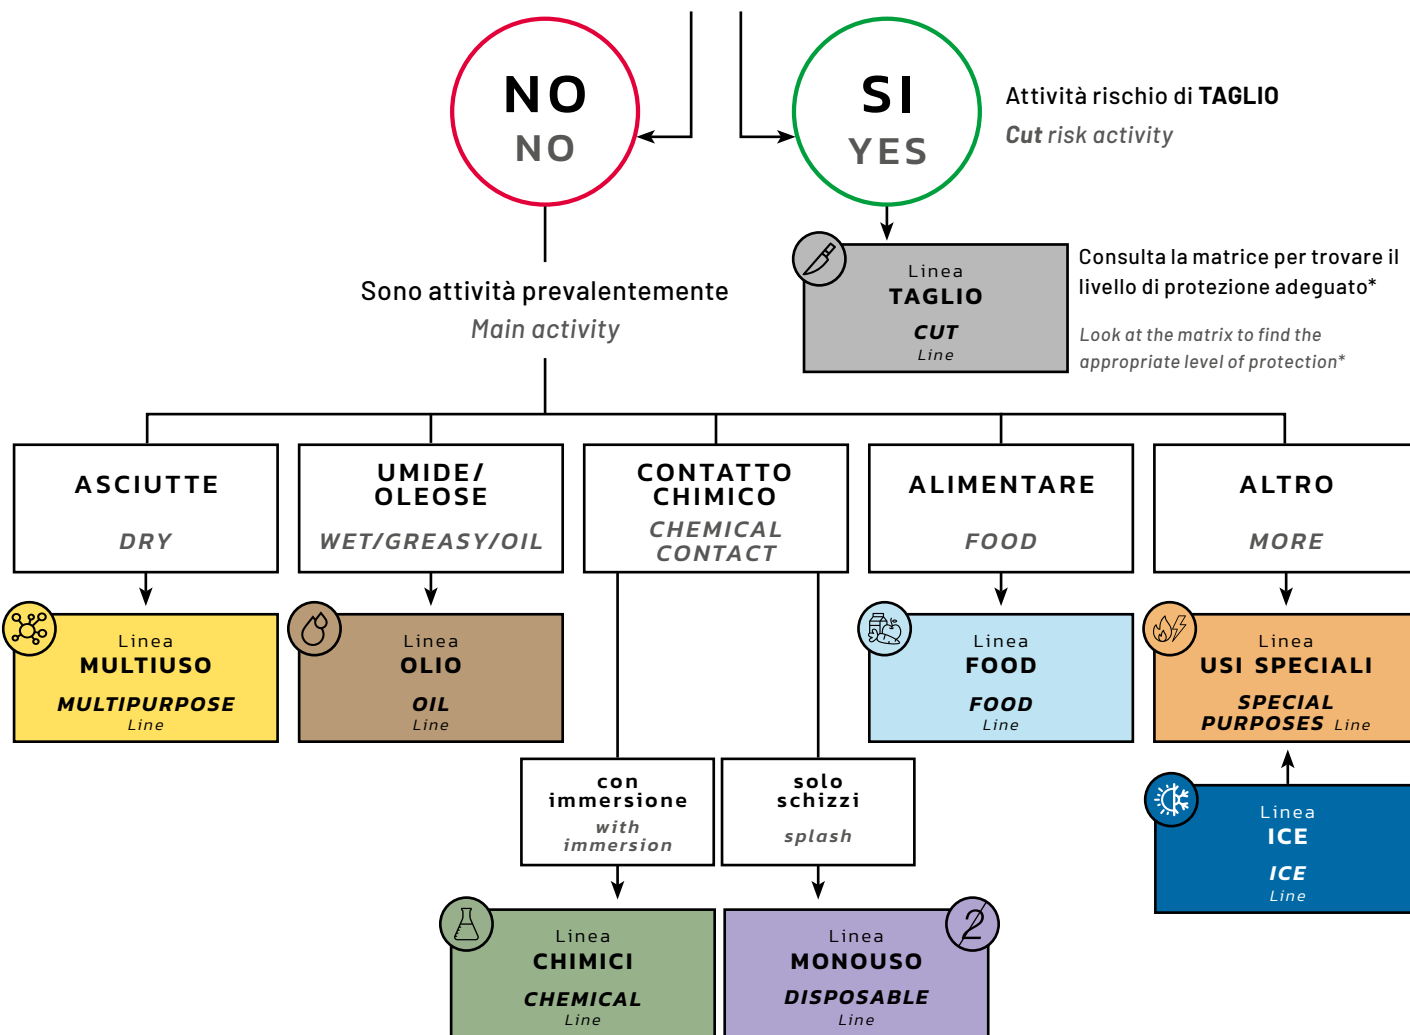 NO
NO
SI
YES
Attività rischio di TAGLIO
Cut risk activity
Linea
TAGLIO
CUT
Line
Consulta la matrice per trovare il
livello di protezione adeguato*
Look at the matrix to find the
appropriate level of protection*
Sono attività prevalentemente
Main activity
ASCIUTTE
DRY
UMIDE/
OLEOSE
WET/GREASY/OIL
CONTATTO
CHIMICO
CHEMICAL
CONTACT
ALIMENTARE
FOOD
ALTRO
MORE
Linea
MULTIUSO
MULTIPURPOSE
Line
Linea
OLIO
OIL
Line
Linea
FOOD
FOOD
Line
Linea
USI SPECIALI
SPECIAL
PURPOSES Line
con
immersione
with
immersion
solo
schizzi
splash
Linea
ICE
ICE
Line
Linea
CHIMICI
CHEMICAL
Line
2
Linea
MONOUSO
DISPOSABLE
Line